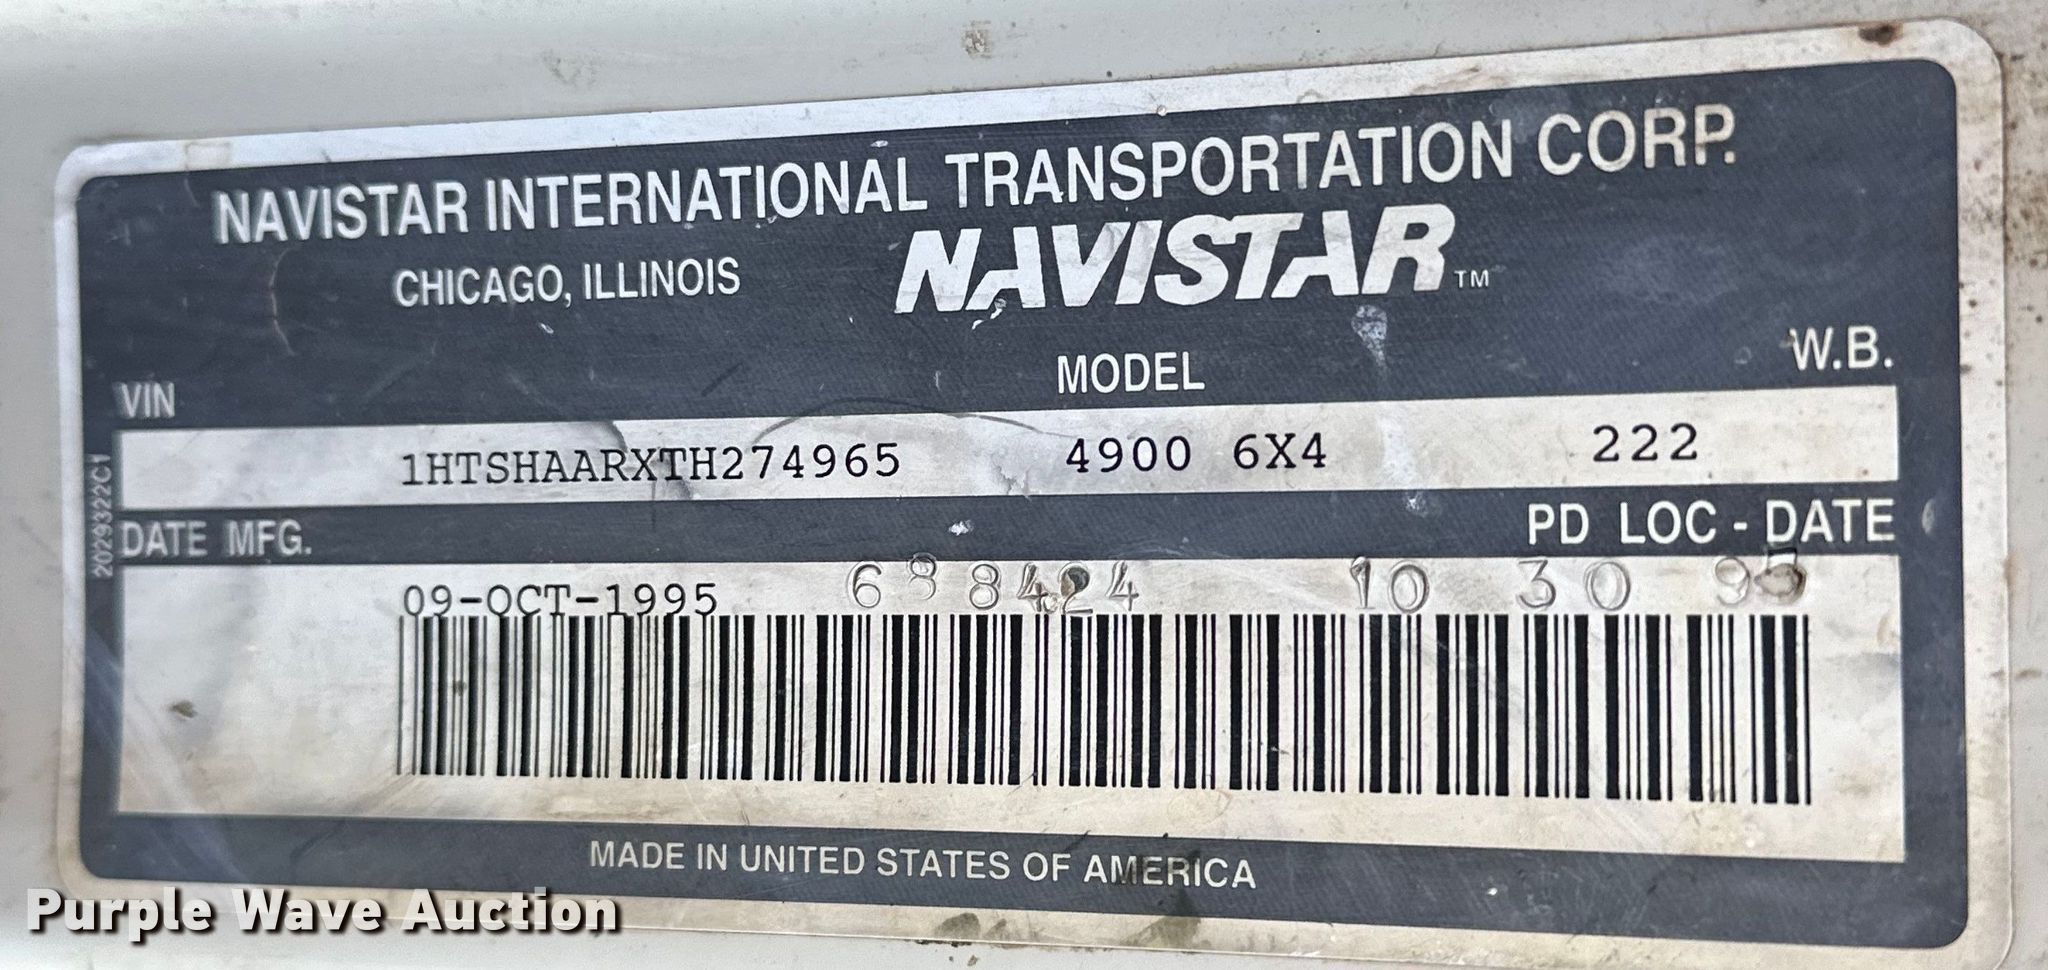 NAVISTAR INTERNATIONAL TRANSPORTATION CORP.
CHICAGO, ILLINOIS NAVISTAR™
VIN MODEL W.B.
1HTSHAARXTH274965 4900 6X4 222
DATE MFG. PD LOC - DATE
09-OCT-1995 688424 10 30 95
2029322C1
MADE IN UNITED STATES OF AMERICA
Purple Wave Auction